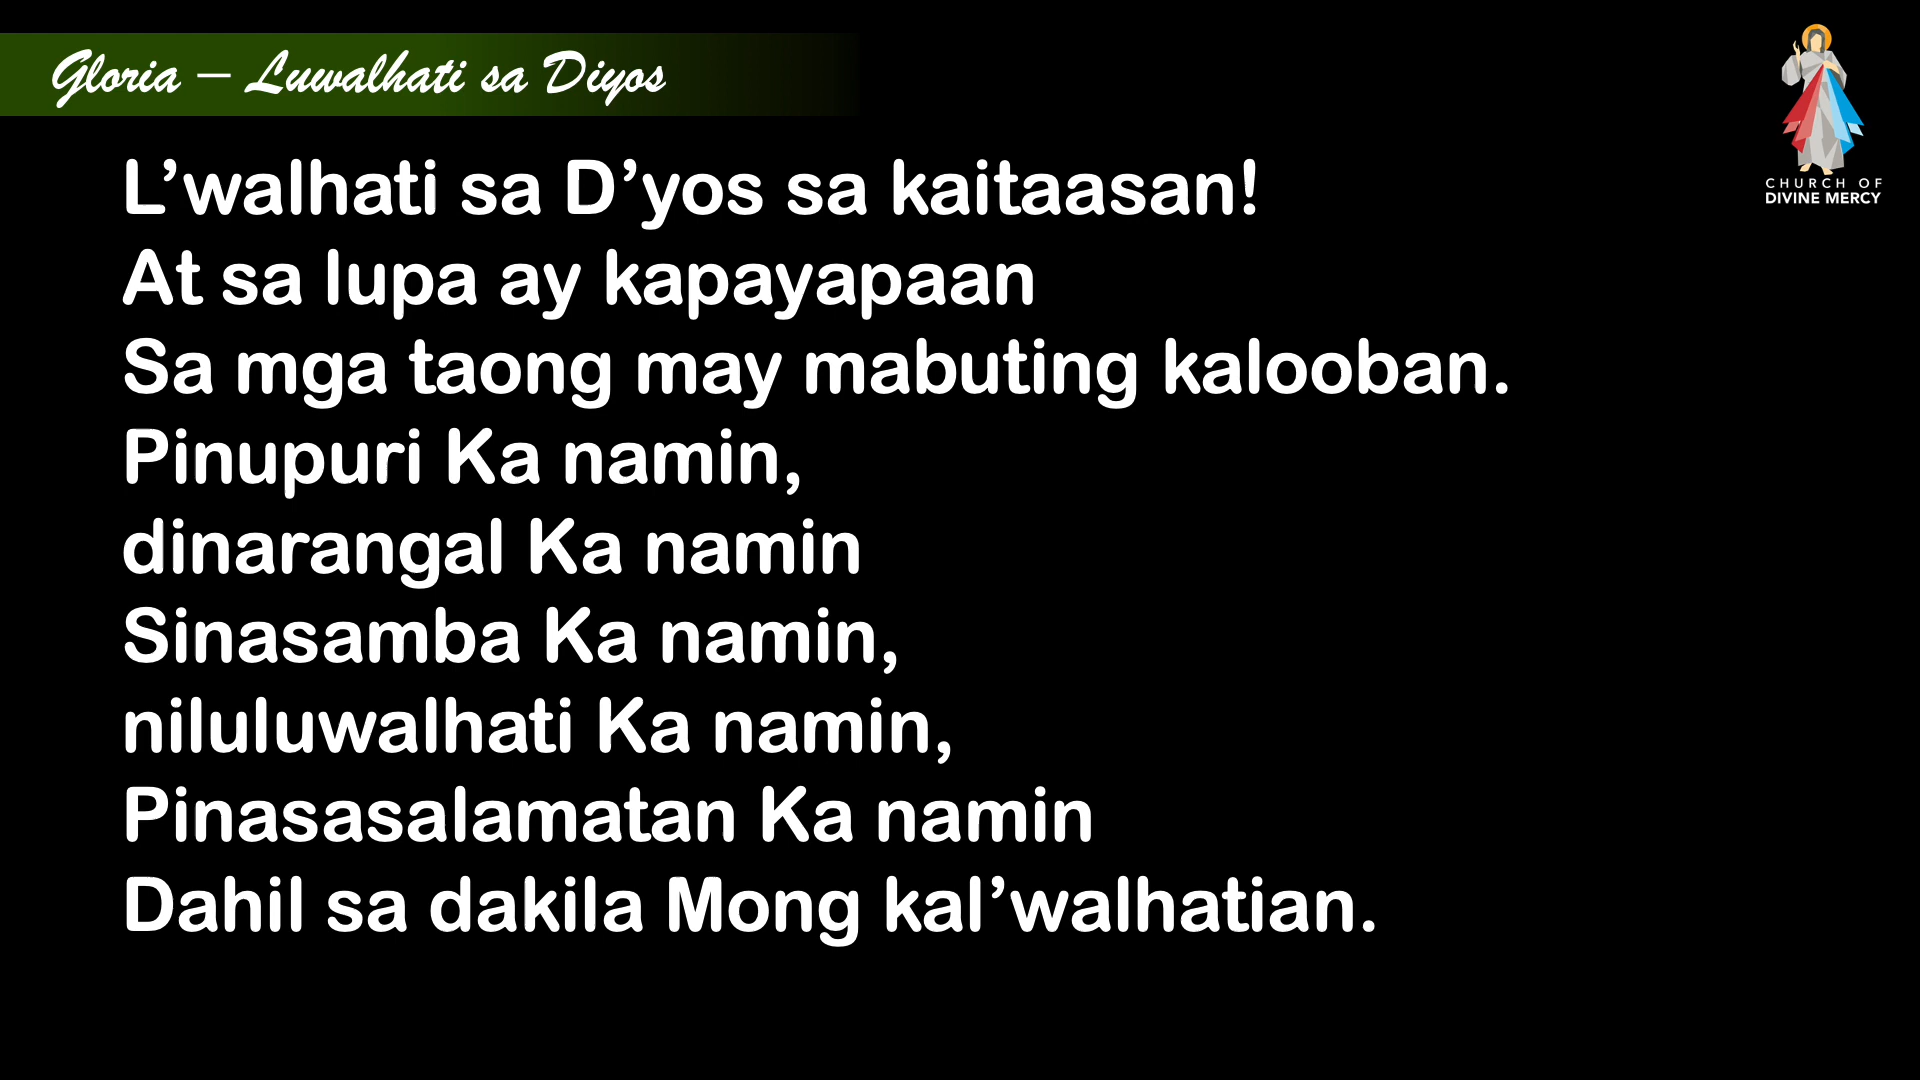 Gloria – Luwalhati sa Diyos
CHURCH OF
DIVINE MERCY
L’walhati sa D’yos sa kaitaasan!
At sa lupa ay kapayapaan
Sa mga taong may mabuting kalooban.
Pinupuri Ka namin,
dinarangal Ka namin
Sinasamba Ka namin,
niluluwalhati Ka namin,
Pinasasalamatan Ka namin
Dahil sa dakila Mong kal’walhatian.